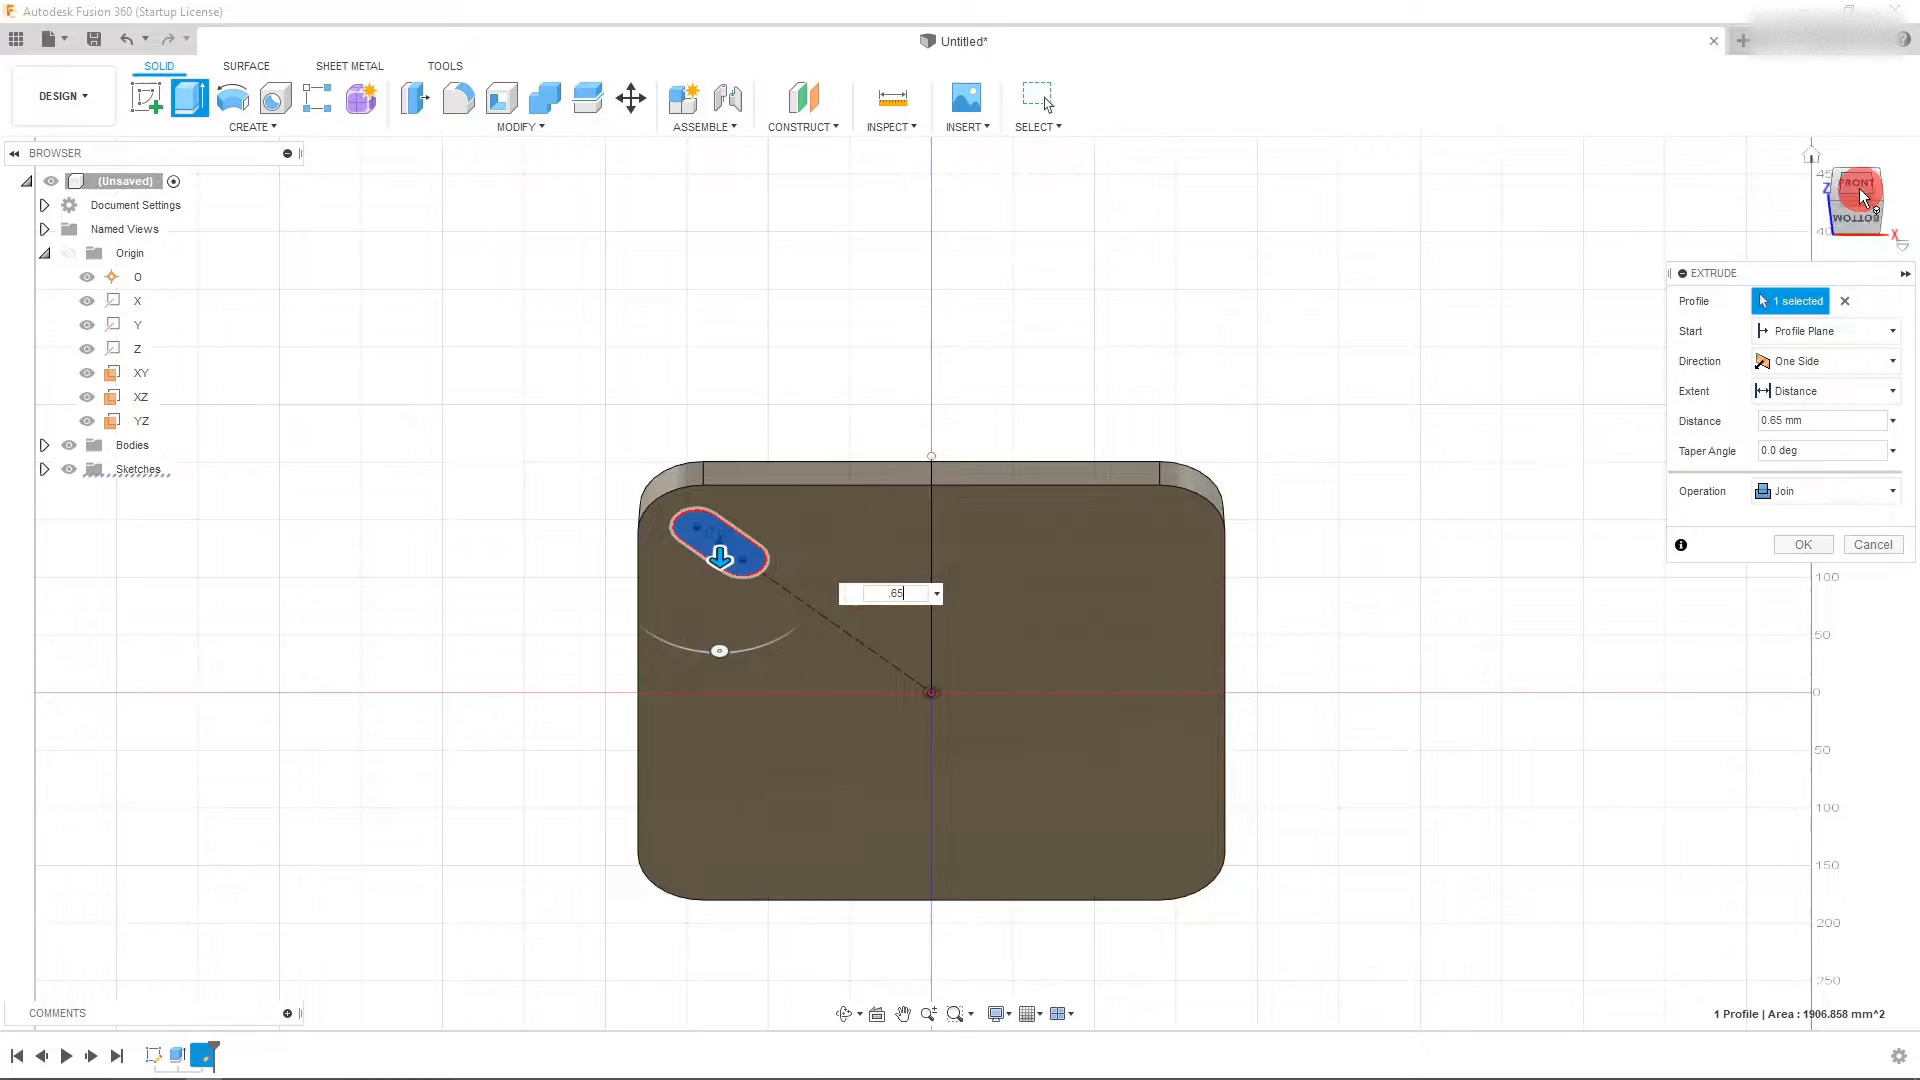 Autodesk Fusion 360 (Startup License)
Untitled*
SOLID SURFACE SHEET METAL TOOLS
DESIGN
CREATE MODIFY ASSEMBLE CONSTRUCT INSPECT INSERT SELECT
BROWSER
(Unsaved)
Document Settings
Named Views
Origin
O
X
Y
Z
XY
XZ
YZ
Bodies
Sketches
FRONT
BOTTOM
Z
X
EXTRUDE
Profile 1 selected
Start Profile Plane
Direction One Side
Extent Distance
Distance 0.65 mm
Taper Angle 0.0 deg
Operation Join
OK Cancel
.65
100
50
0
50
100
150
200
250
COMMENTS
1 Profile | Area : 1906.858 mm^2